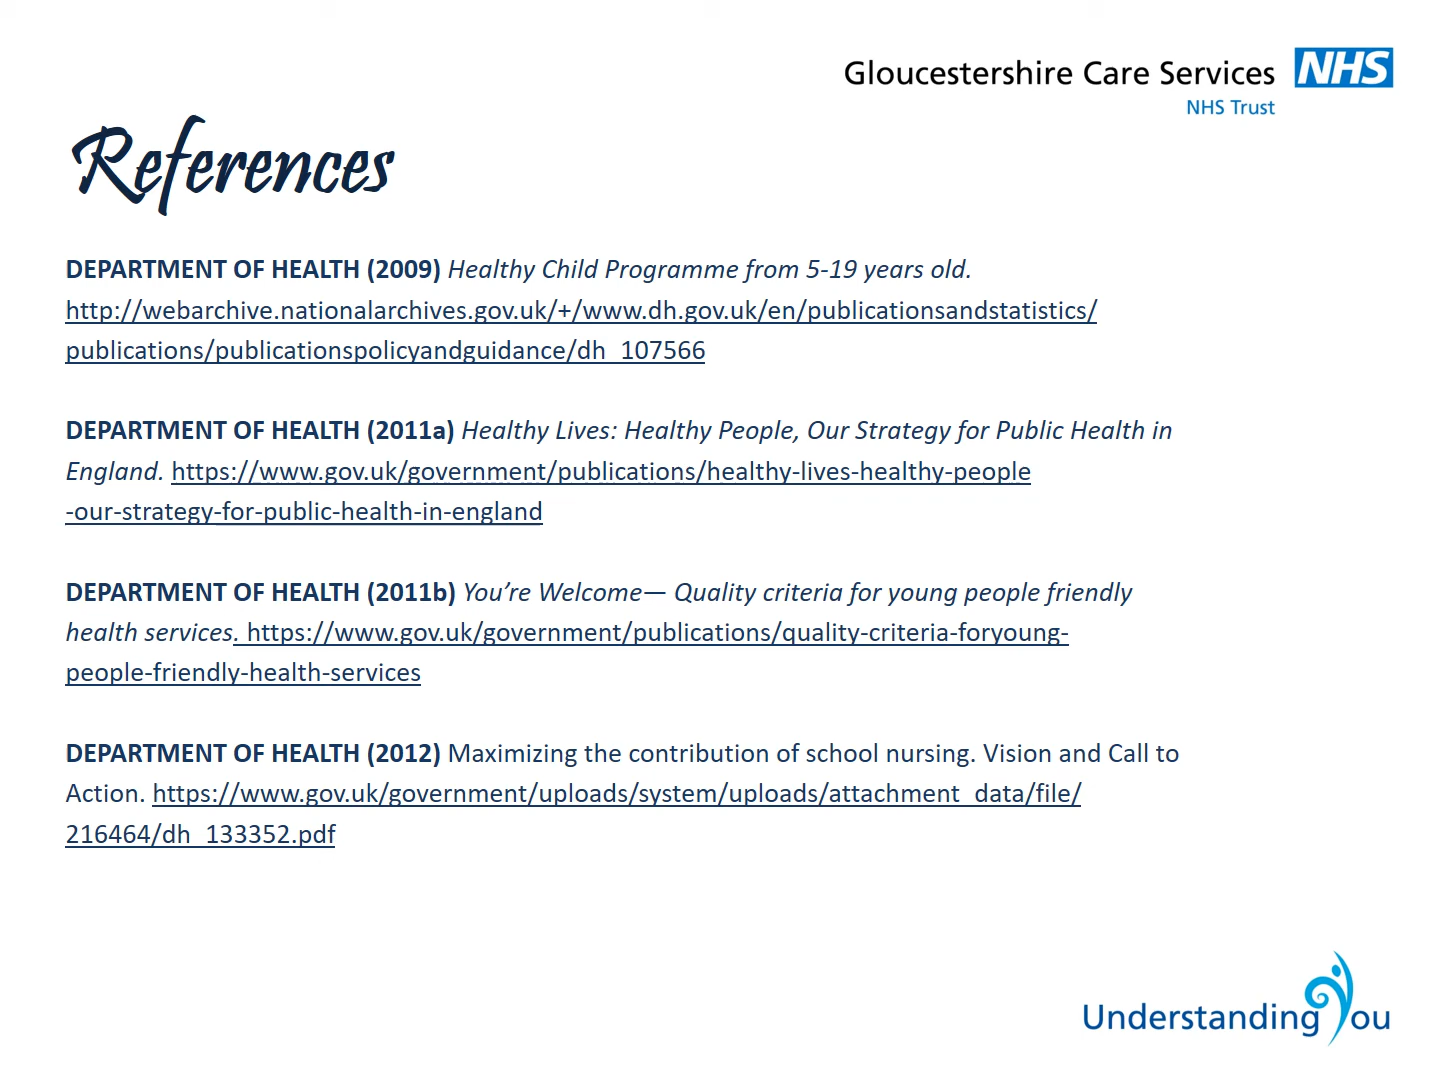 Gloucestershire Care Services NHS
NHS Trust
References
DEPARTMENT OF HEALTH (2009) Healthy Child Programme from 5-19 years old.
http://webarchive.nationalarchives.gov.uk/+/www.dh.gov.uk/en/publicationsandstatistics/
publications/publicationspolicyandguidance/dh_107566
DEPARTMENT OF HEALTH (2011a) Healthy Lives: Healthy People, Our Strategy for Public Health in
England. https://www.gov.uk/government/publications/healthy-lives-healthy-people
-our-strategy-for-public-health-in-england
DEPARTMENT OF HEALTH (2011b) You’re Welcome— Quality criteria for young people friendly
health services. https://www.gov.uk/government/publications/quality-criteria-foryoung-
people-friendly-health-services
DEPARTMENT OF HEALTH (2012) Maximizing the contribution of school nursing. Vision and Call to
Action. https://www.gov.uk/government/uploads/system/uploads/attachment_data/file/
216464/dh_133352.pdf
Understanding You